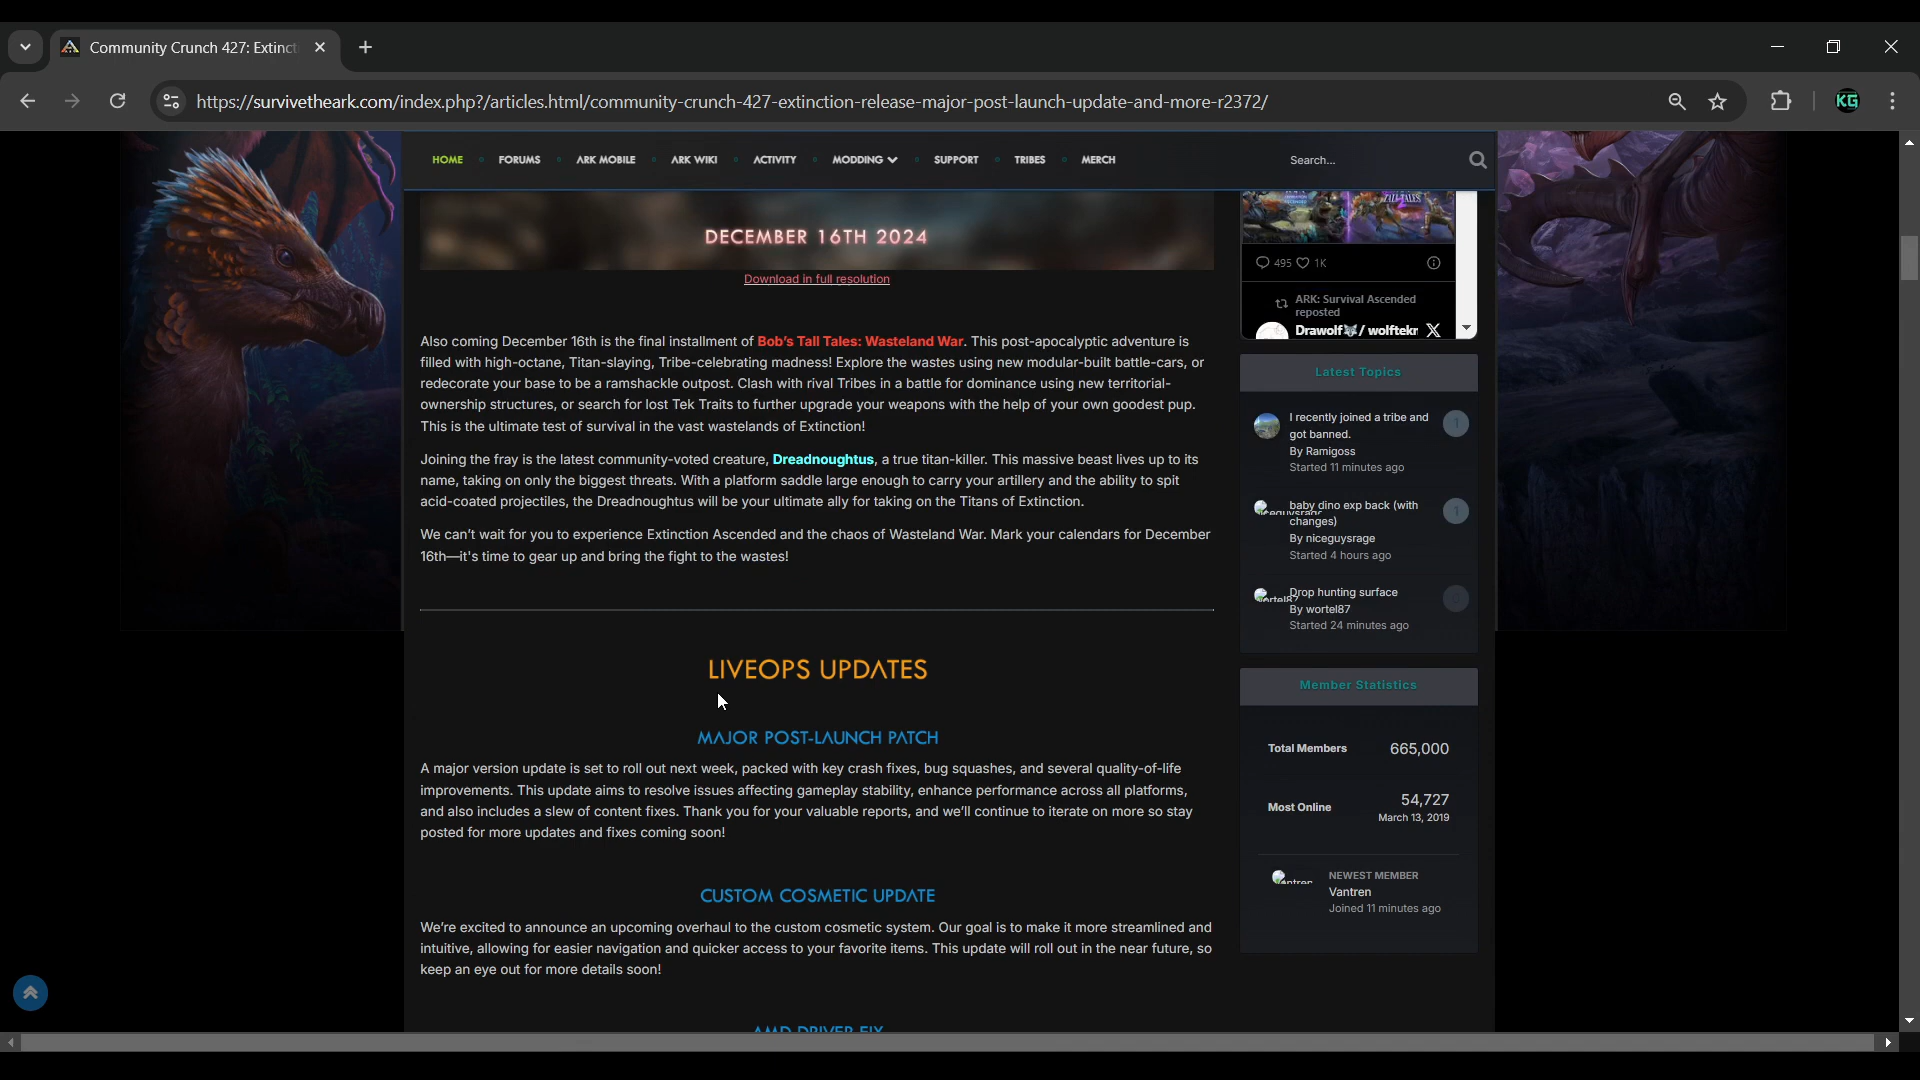 Community Crunch 427: Extinct
https://survivetheark.com/index.php?/articles.html/community-crunch-427-extinction-release-major-post-launch-update-and-more-r2372/
KG
HOME
FORUMS
ARK MOBILE
ARK WIKI
ACTIVITY
MODDING
SUPPORT
TRIBES
MERCH
Search...
DECEMBER 16TH 2024
Download in full resolution
Also coming December 16th is the final installment of Bob's Tall Tales: Wasteland War. This post-apocalyptic adventure is
filled with high-octane, Titan-slaying, Tribe-celebrating madness! Explore the wastes using new modular-built battle-cars, or
redecorate your base to be a ramshackle outpost. Clash with rival Tribes in a battle for dominance using new territorial-
ownership structures, or search for lost Tek Traits to further upgrade your weapons with the help of your own goodest pup.
This is the ultimate test of survival in the vast wastelands of Extinction!
Joining the fray is the latest community-voted creature, Dreadnoughtus, a true titan-killer. This massive beast lives up to its
name, taking on only the biggest threats. With a platform saddle large enough to carry your artillery and the ability to spit
acid-coated projectiles, the Dreadnoughtus will be your ultimate ally for taking on the Titans of Extinction.
We can't wait for you to experience Extinction Ascended and the chaos of Wasteland War. Mark your calendars for December
16th—it's time to gear up and bring the fight to the wastes!
LIVEOPS UPDATES
MAJOR POST-LAUNCH PATCH
A major version update is set to roll out next week, packed with key crash fixes, bug squashes, and several quality-of-life
improvements. This update aims to resolve issues affecting gameplay stability, enhance performance across all platforms,
and also includes a slew of content fixes. Thank you for your valuable reports, and we'll continue to iterate on more so stay
posted for more updates and fixes coming soon!
CUSTOM COSMETIC UPDATE
We're excited to announce an upcoming overhaul to the custom cosmetic system. Our goal is to make it more streamlined and
intuitive, allowing for easier navigation and quicker access to your favorite items. This update will roll out in the near future, so
keep an eye out for more details soon!
AMD DRIVER FIX
TALL TALES
495 1K
ARK: Survival Ascended
reposted
Drawolf🐺/ wolftekr
Latest Topics
I recently joined a tribe and
got banned.
By Ramigoss
Started 11 minutes ago
1
baby dino exp back (with
changes)
By niceguysrage
Started 4 hours ago
1
Drop hunting surface
By wortel87
Started 24 minutes ago
Member Statistics
Total Members 665,000
Most Online 54,727
March 13, 2019
NEWEST MEMBER
Vantren
Joined 11 minutes ago